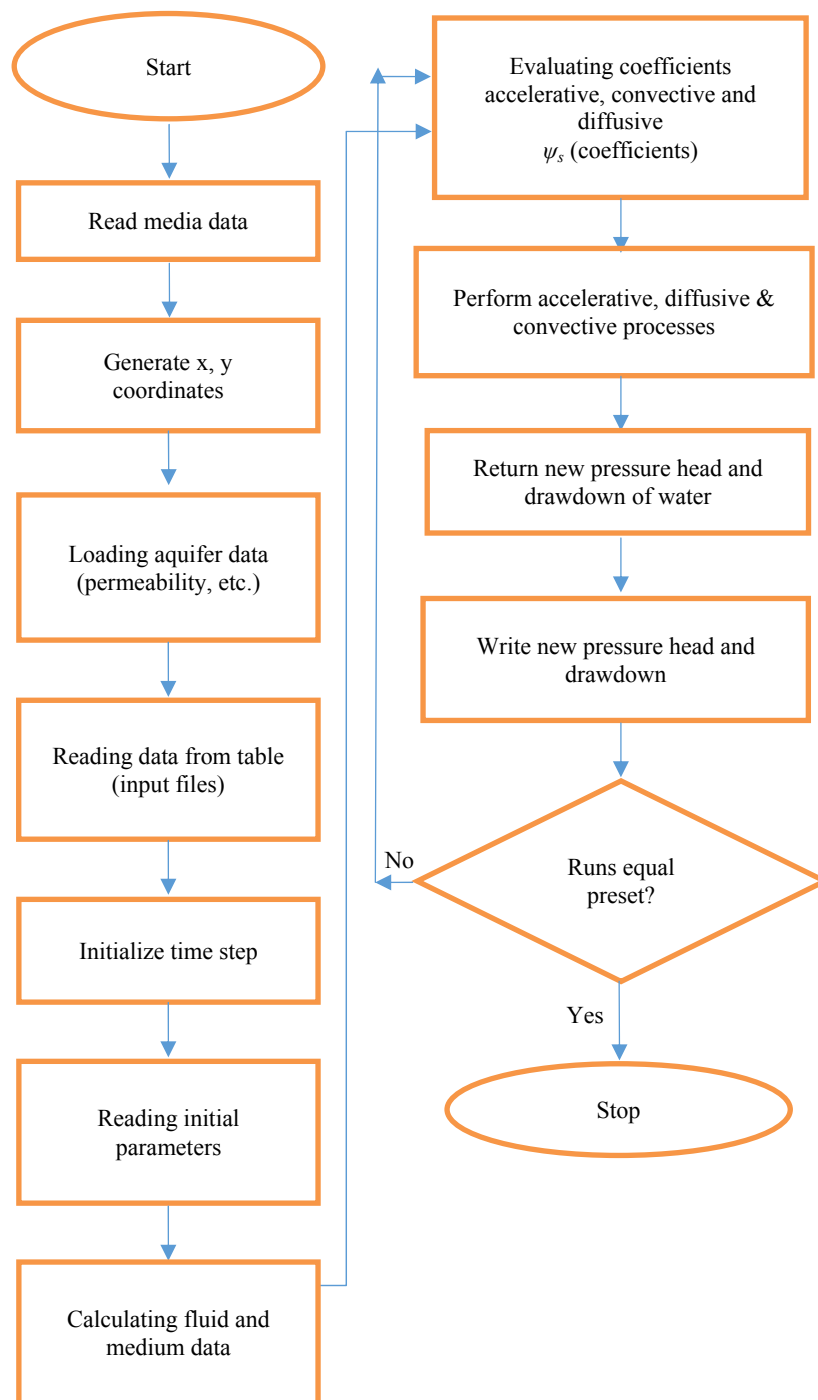 Start
Read media data
Generate x, y
coordinates
Loading aquifer data
(permeability, etc.)
Reading data from table
(input files)
Initialize time step
Reading initial
parameters
Calculating fluid and
medium data
Evaluating coefficients
accelerative, convective and
diffusive
ψs (coefficients)
Perform accelerative, diffusive &
convective processes
Return new pressure head and
drawdown of water
Write new pressure head and
drawdown
No
Runs equal
preset?
Yes
Stop